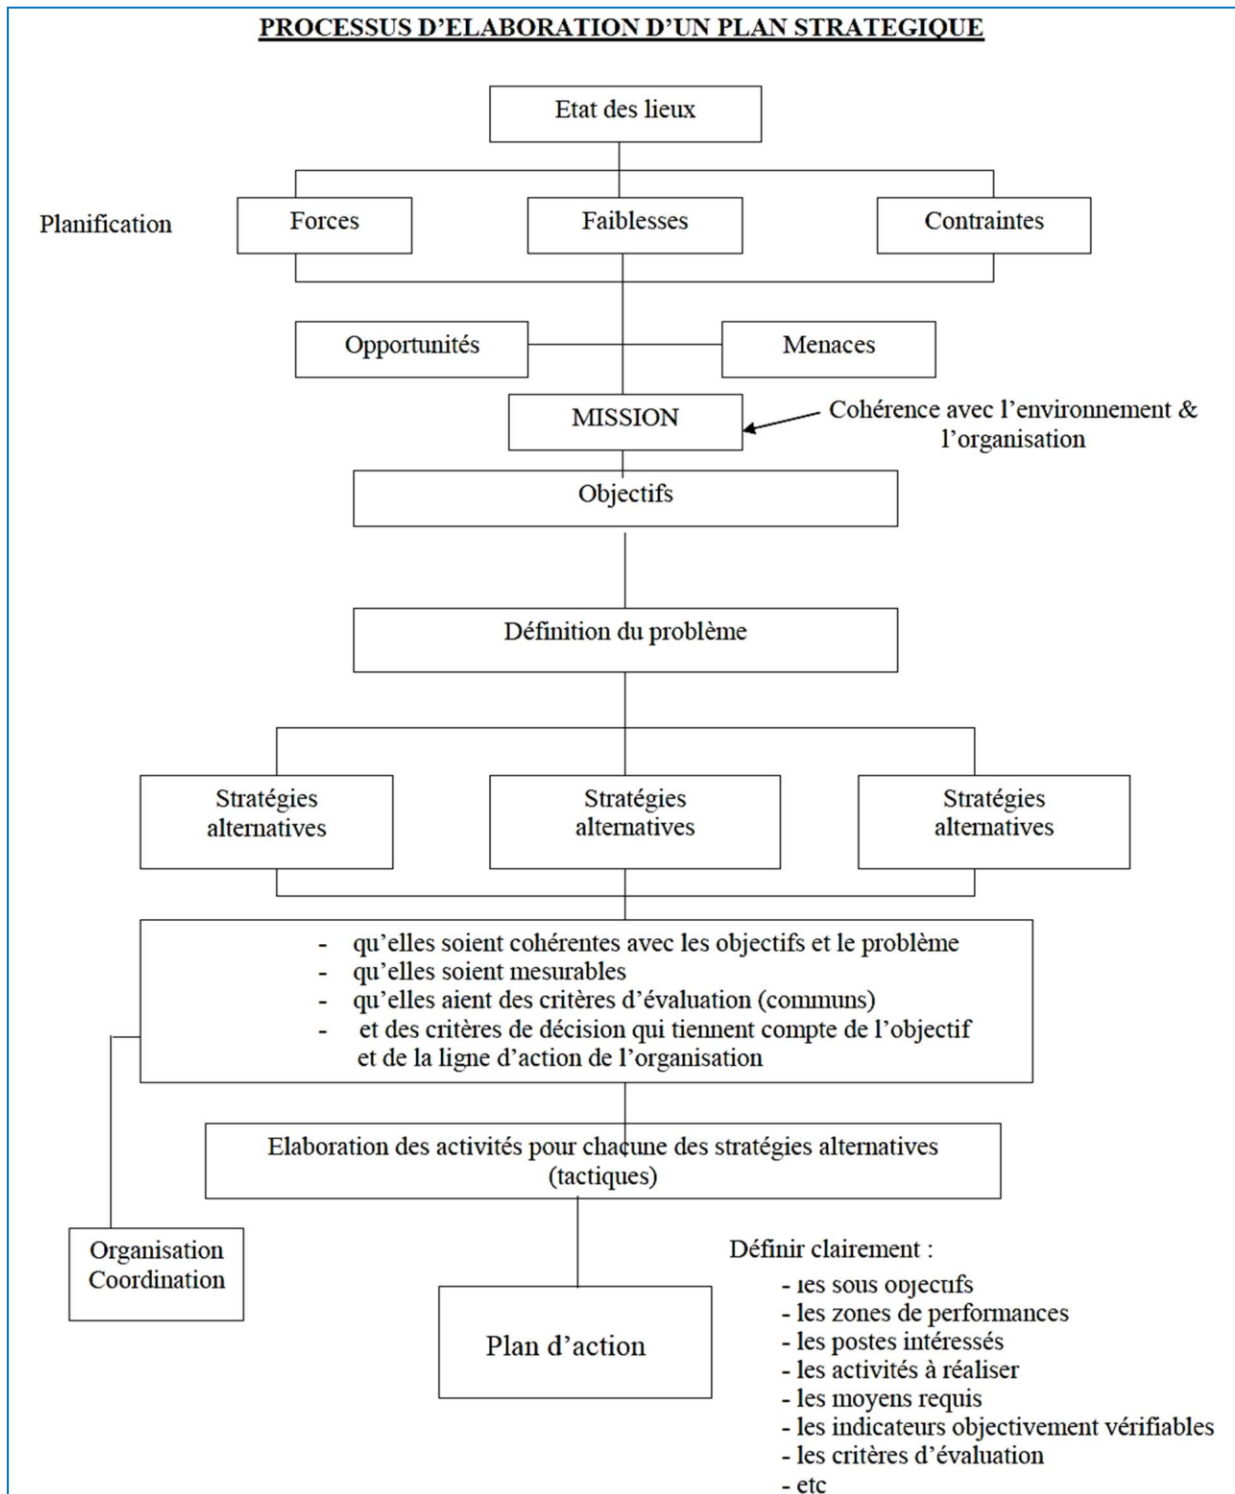 PROCESSUS D’ELABORATION D’UN PLAN STRATEGIQUE
Etat des lieux
Planification
Forces
Faiblesses
Contraintes
Opportunités
Menaces
MISSION
Cohérence avec l’environnement &
l’organisation
Objectifs
Définition du problème
Stratégies
alternatives
Stratégies
alternatives
Stratégies
alternatives
- qu’elles soient cohérentes avec les objectifs et le problème
- qu’elles soient mesurables
- qu’elles aient des critères d’évaluation (communs)
- et des critères de décision qui tiennent compte de l’objectif
et de la ligne d’action de l’organisation
Elaboration des activités pour chacune des stratégies alternatives
(tactiques)
Organisation
Coordination
Plan d’action
Définir clairement :
- les sous objectifs
- les zones de performances
- les postes intéressés
- les activités à réaliser
- les moyens requis
- les indicateurs objectivement vérifiables
- les critères d’évaluation
- etc